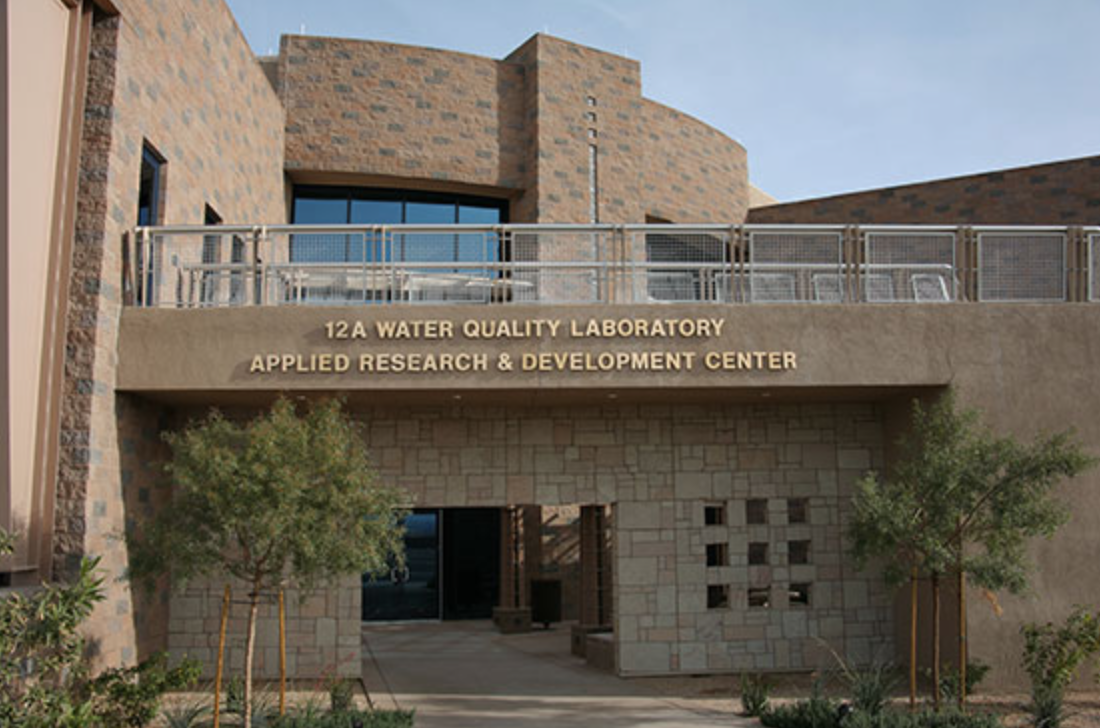 12A WATER QUALITY LABORATORY
APPLIED RESEARCH & DEVELOPMENT CENTER